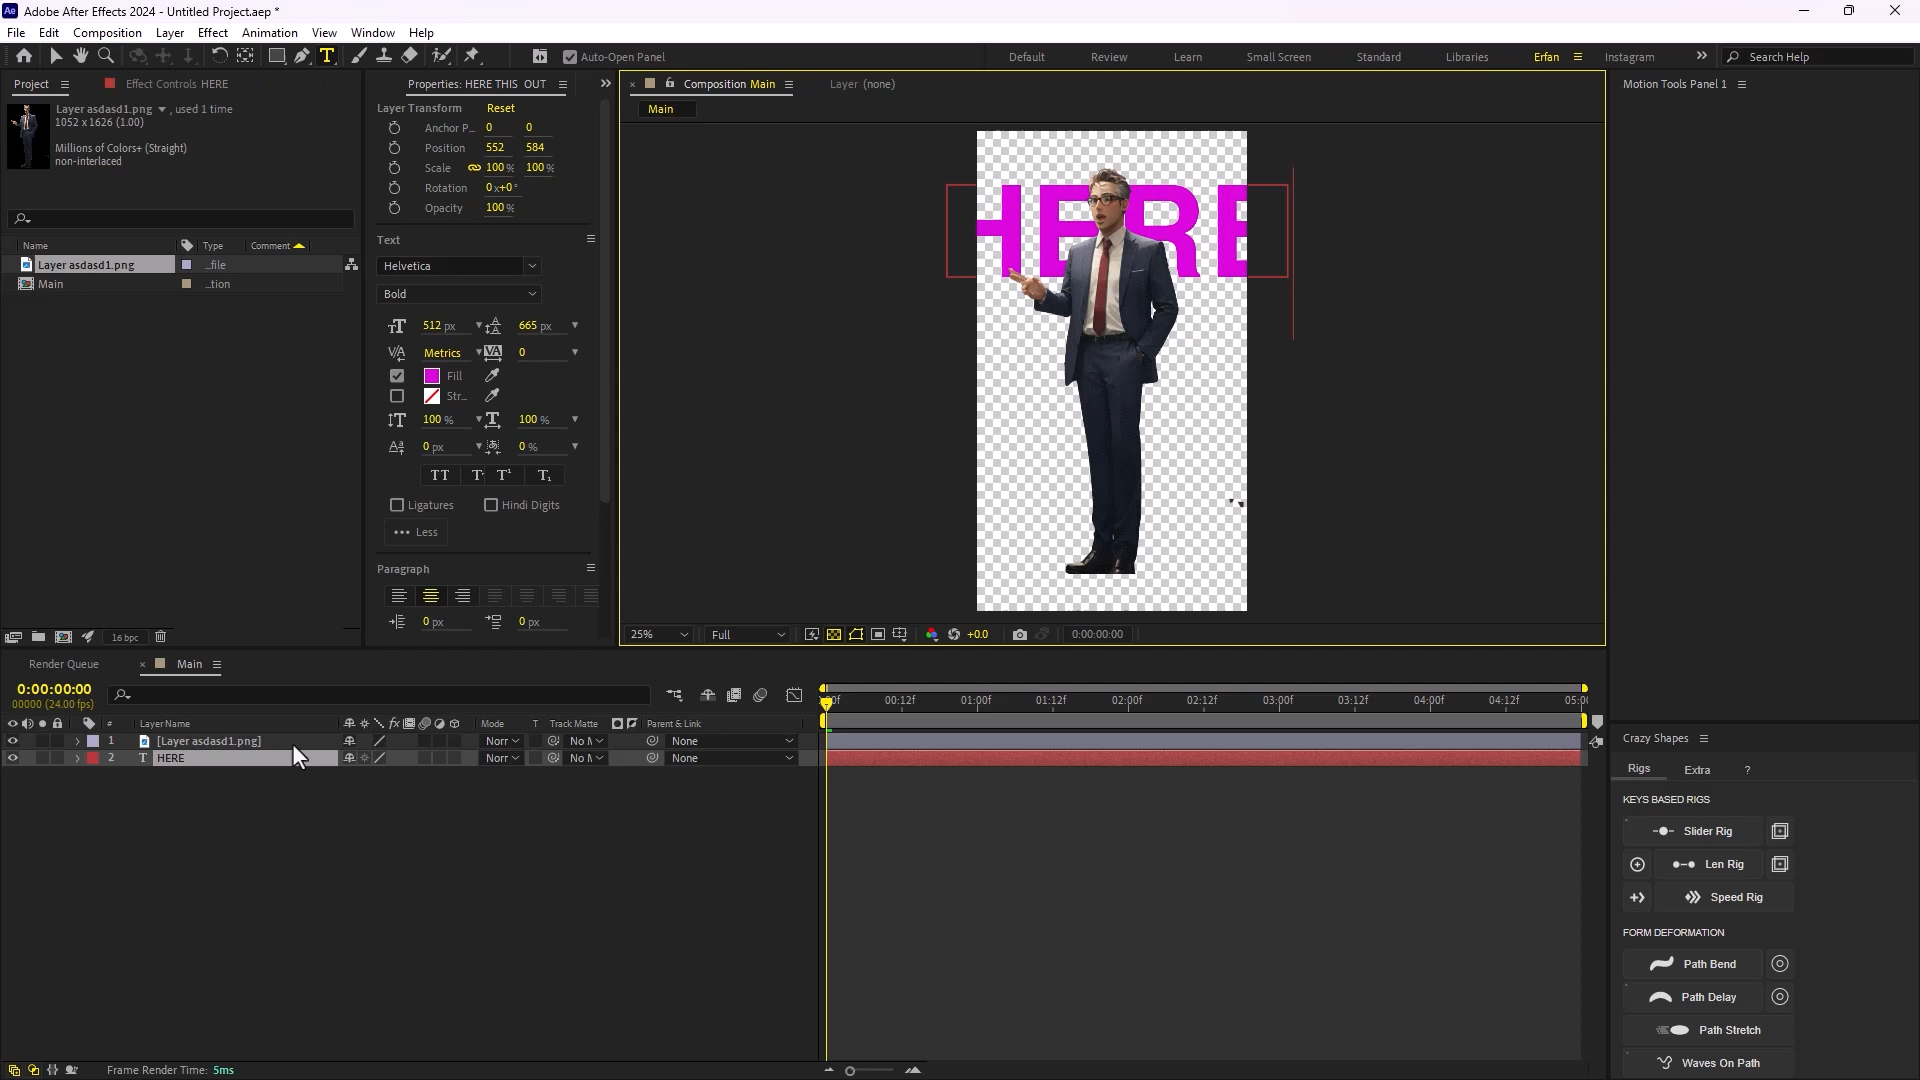 Adobe After Effects 2024 - Untitled Project.aep *
File Edit Composition Layer Effect Animation View Window Help
Auto-Open Panel Default Review Learn Small Screen Standard Libraries Erfan Instagram Search Help
Project Effect Controls HERE
Layer asdasd1.png , used 1 time
1052 x 1626 (1.00)
Millions of Colors+ (Straight)
non-interlaced
Name Type Comment
Layer asdasd1.png ...file
Main ...tion
16 bpc
Properties: HERE THIS OUT
Layer Transform Reset
Anchor P... 0 0
Position 552 584
Scale 100 % 100 %
Rotation 0x+0°
Opacity 100 %
Text
Helvetica
Bold
512 px 665 px
Metrics 0
Fill
Str...
100 % 100 %
0 px 0 %
Ligatures Hindi Digits
Less
Paragraph
0 px 0 px
Composition Main Layer (none)
Main
HERE
25% Full +0.0 0:00:00:00
Motion Tools Panel 1
Render Queue Main
0:00:00:00
00000 (24.00 fps)
# Layer Name Mode T Track Matte Parent & Link
1 [Layer asdasd1.png] Norr None
2 T HERE Norr None
00:12f 01:00f 01:12f 02:00f 02:12f 03:00f 03:12f 04:00f 04:12f
Frame Render Time: 5ms
Crazy Shapes
Rigs Extra ?
KEYS BASED RIGS
Slider Rig
Len Rig
Speed Rig
FORM DEFORMATION
Path Bend
Path Delay
Path Stretch
Waves On Path